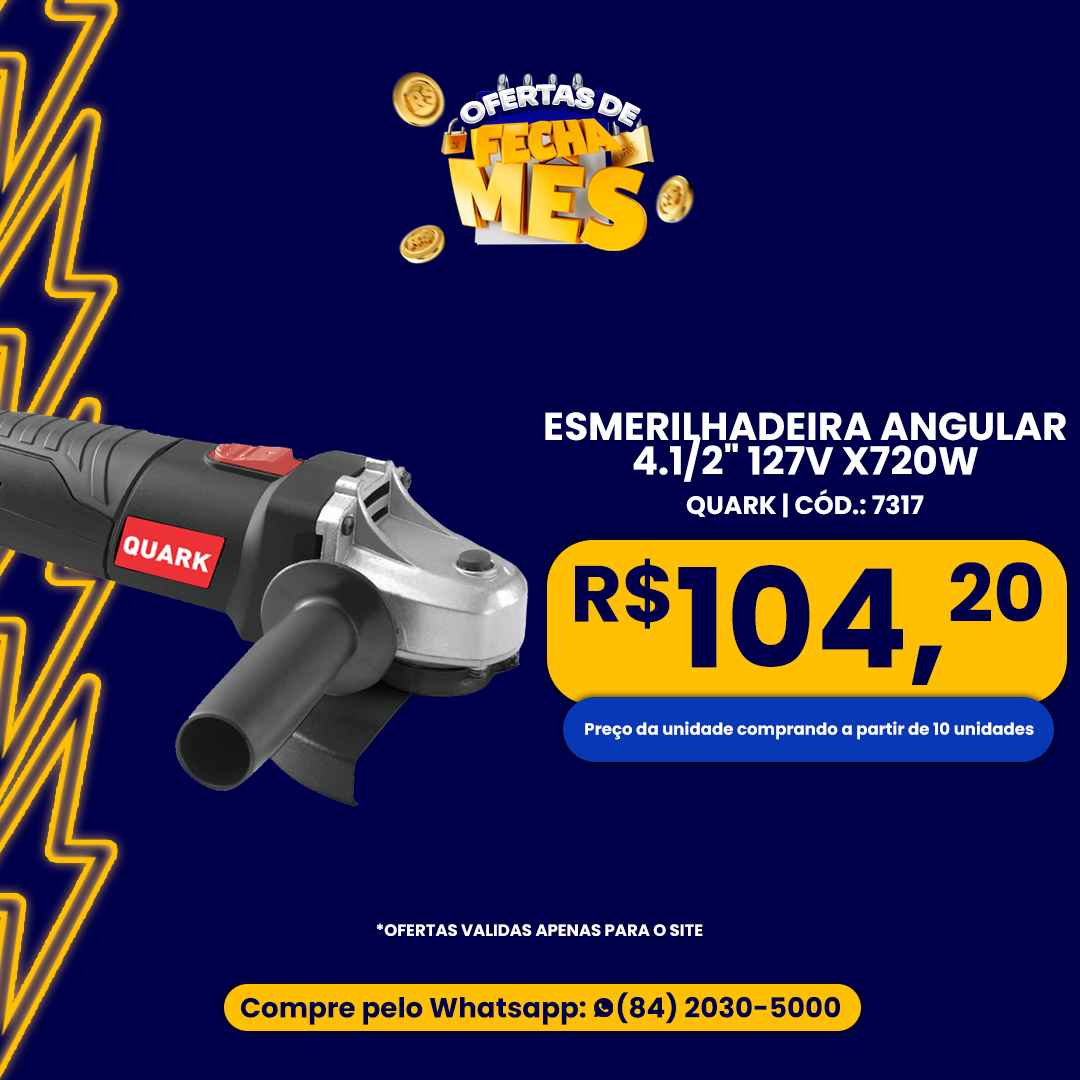 OFERTAS DE
FECHA
MES
ESMERILHADEIRA ANGULAR
4.1/2" 127V X720W
QUARK | CÓD.: 7317
QUARK
R$104,20
Preço da unidade comprando a partir de 10 unidades
*OFERTAS VALIDAS APENAS PARA O SITE
Compre pelo Whatsapp: (84) 2030-5000